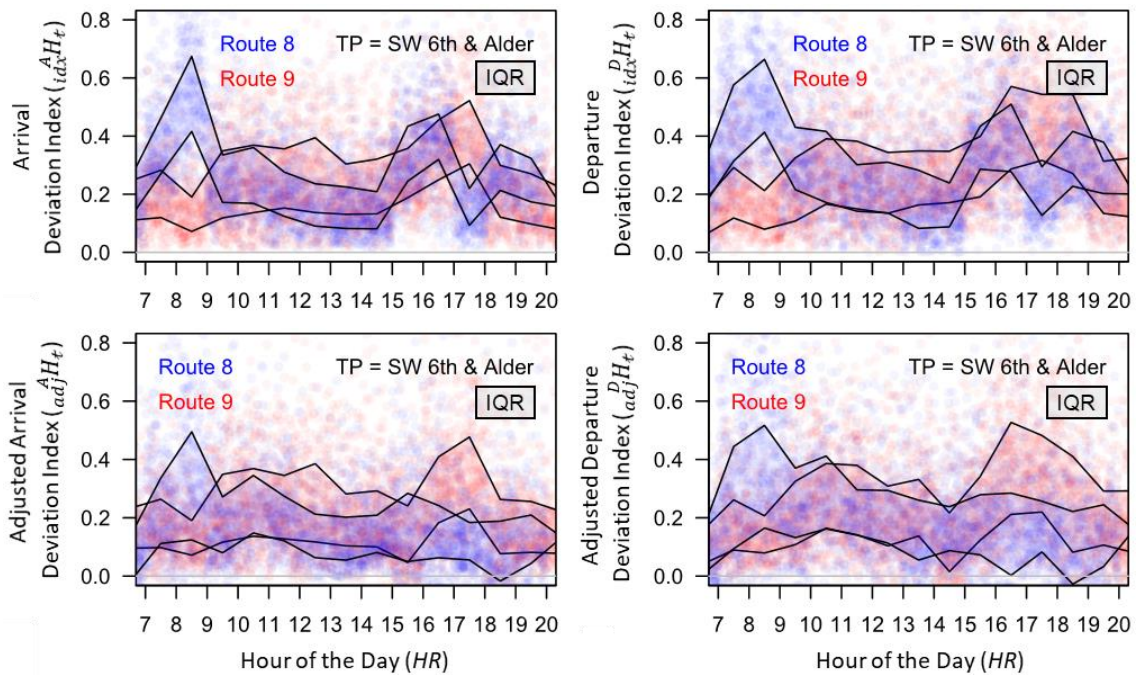 Arrival
Deviation Index (ᴬ_idx H_t)
0.8
0.6
0.4
0.2
0.0
Route 8
Route 9
TP = SW 6th & Alder
IQR
7 8 9 10 11 12 13 14 15 16 17 18 19 20
Departure
Deviation Index (ᴰ_idx H_t)
0.8
0.6
0.4
0.2
0.0
Route 8
Route 9
TP = SW 6th & Alder
IQR
7 8 9 10 11 12 13 14 15 16 17 18 19 20
Adjusted Arrival
Deviation Index (ᴬ_adj H_t)
0.8
0.6
0.4
0.2
0.0
Route 8
Route 9
TP = SW 6th & Alder
IQR
7 8 9 10 11 12 13 14 15 16 17 18 19 20
Hour of the Day (HR)
Adjusted Departure
Deviation Index (ᴰ_adj H_t)
0.8
0.6
0.4
0.2
0.0
Route 8
Route 9
TP = SW 6th & Alder
IQR
7 8 9 10 11 12 13 14 15 16 17 18 19 20
Hour of the Day (HR)